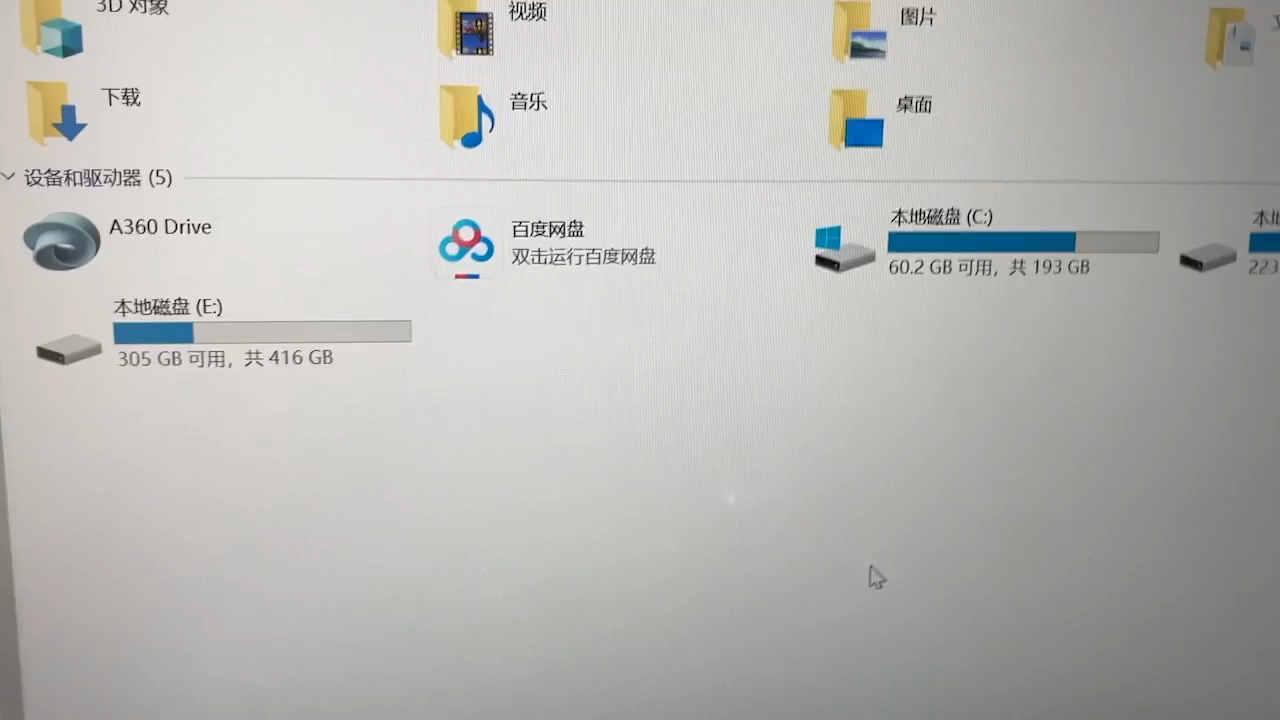 3D 对象
视频
图片
下载
音乐
桌面
设备和驱动器 (5)
A360 Drive
百度网盘
双击运行百度网盘
本地磁盘 (C:)
60.2 GB 可用，共 193 GB
本地
223
本地磁盘 (E:)
305 GB 可用，共 416 GB